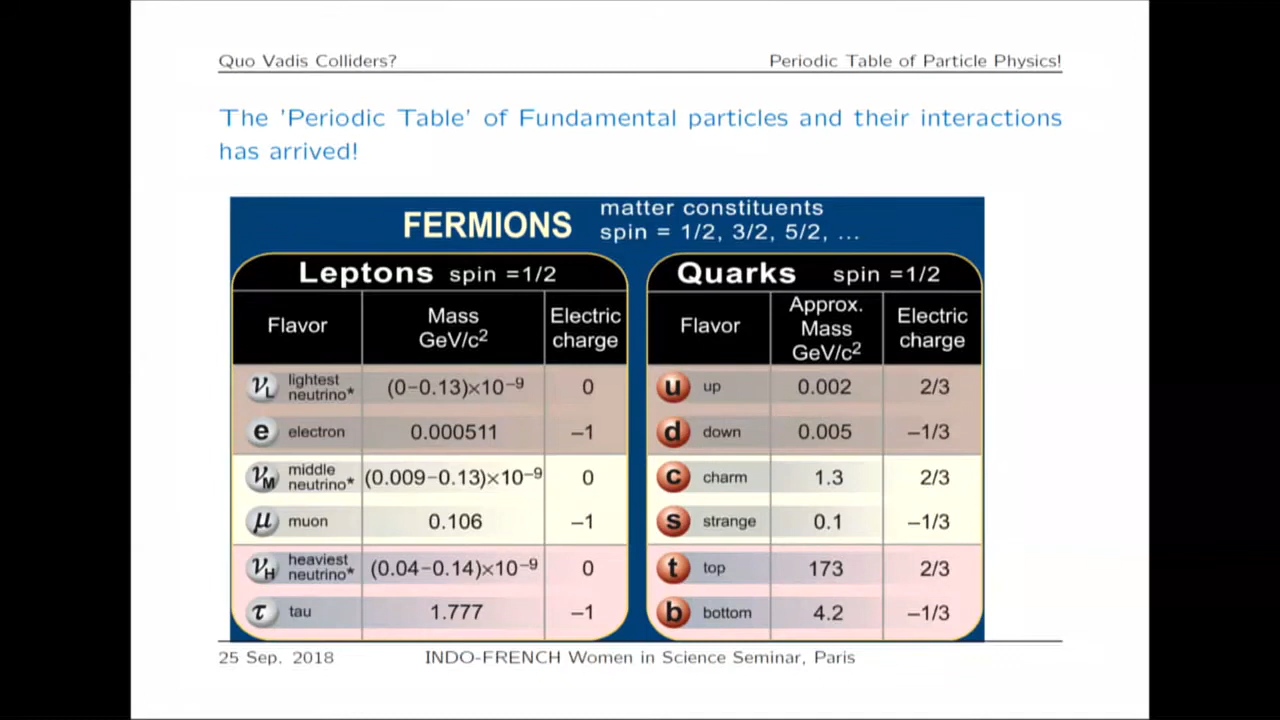 Quo Vadis Colliders? Periodic Table of Particle Physics!
The 'Periodic Table' of Fundamental particles and their interactions
has arrived!
FERMIONS
matter constituents
spin = 1/2, 3/2, 5/2, ...
Leptons spin =1/2
Flavor
Mass
GeV/c²
Electric
charge
νL lightest
neutrino* (0–0.13)×10⁻⁹ 0
e electron 0.000511 –1
νM middle
neutrino* (0.009–0.13)×10⁻⁹ 0
μ muon 0.106 –1
νH heaviest
neutrino* (0.04–0.14)×10⁻⁹ 0
τ tau 1.777 –1
Quarks spin =1/2
Flavor
Approx.
Mass
GeV/c²
Electric
charge
u up 0.002 2/3
d down 0.005 –1/3
c charm 1.3 2/3
s strange 0.1 –1/3
t top 173 2/3
b bottom 4.2 –1/3
25 Sep. 2018 INDO-FRENCH Women in Science Seminar, Paris